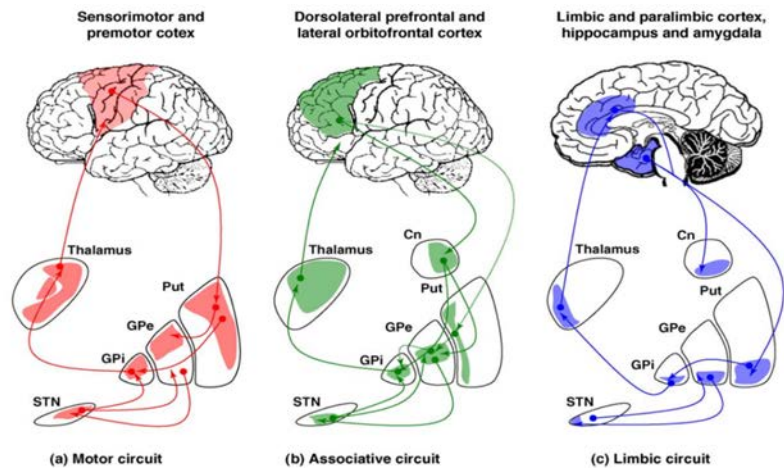 Sensorimotor and
premotor cotex
Dorsolateral prefrontal and
lateral orbitofrontal cortex
Limbic and paralimbic cortex,
hippocampus and amygdala
Thalamus
Put
GPe
GPi
STN
(a) Motor circuit
Cn
Thalamus
Put
GPe
GPi
STN
(b) Associative circuit
Cn
Thalamus
Put
GPe
GPi
STN
(c) Limbic circuit